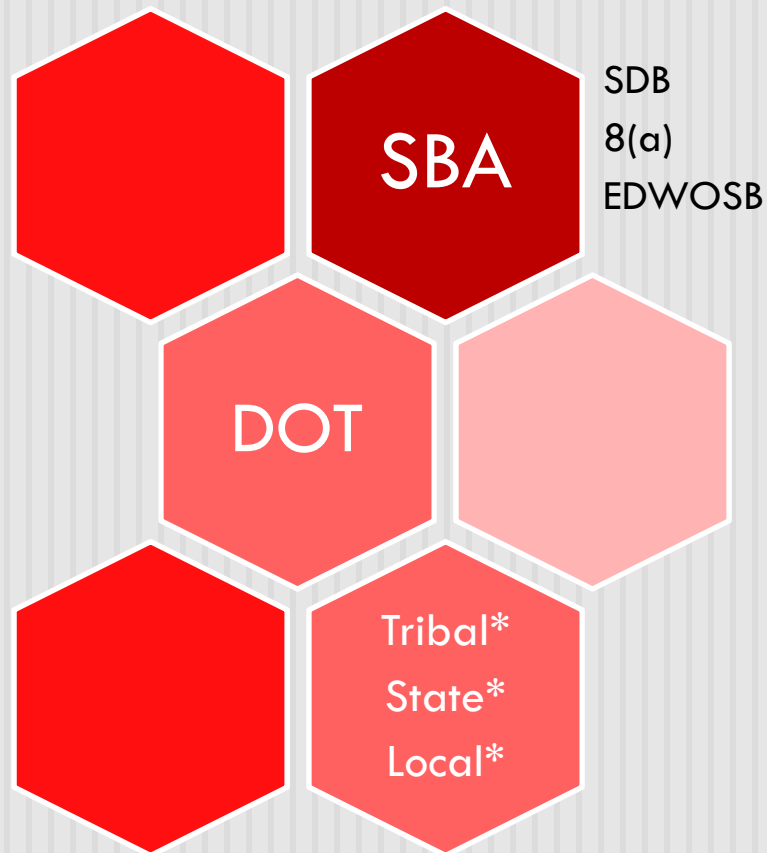 SBA
SDB
8(a)
EDWOSB
DOT
Tribal*
State*
Local*